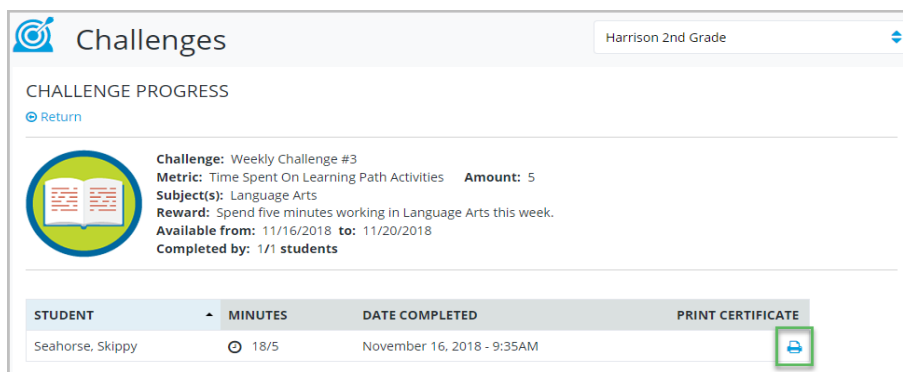 Challenges
Harrison 2nd Grade
CHALLENGE PROGRESS
Return
Challenge: Weekly Challenge #3
Metric: Time Spent On Learning Path Activities Amount: 5
Subject(s): Language Arts
Reward: Spend five minutes working in Language Arts this week.
Available from: 11/16/2018 to: 11/20/2018
Completed by: 1/1 students
STUDENT MINUTES DATE COMPLETED PRINT CERTIFICATE
Seahorse, Skippy 18/5 November 16, 2018 - 9:35AM